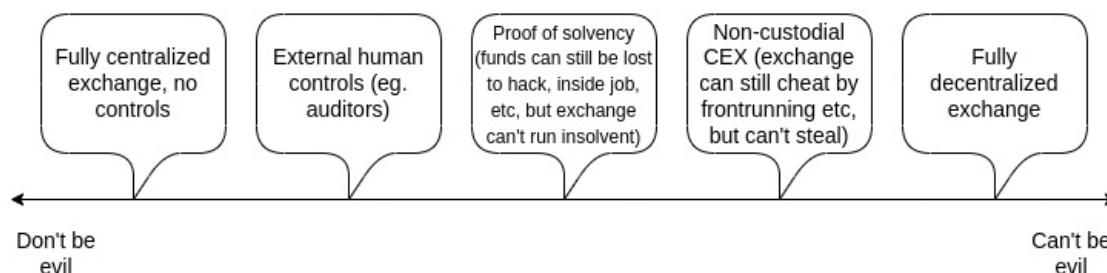 Fully centralized
exchange, no
controls
External human
controls (eg.
auditors)
Proof of solvency
(funds can still be lost
to hack, inside job,
etc, but exchange
can't run insolvent)
Non-custodial
CEX (exchange
can still cheat by
frontrunning etc,
but can't steal)
Fully
decentralized
exchange
Don't be
evil
Can't be
evil